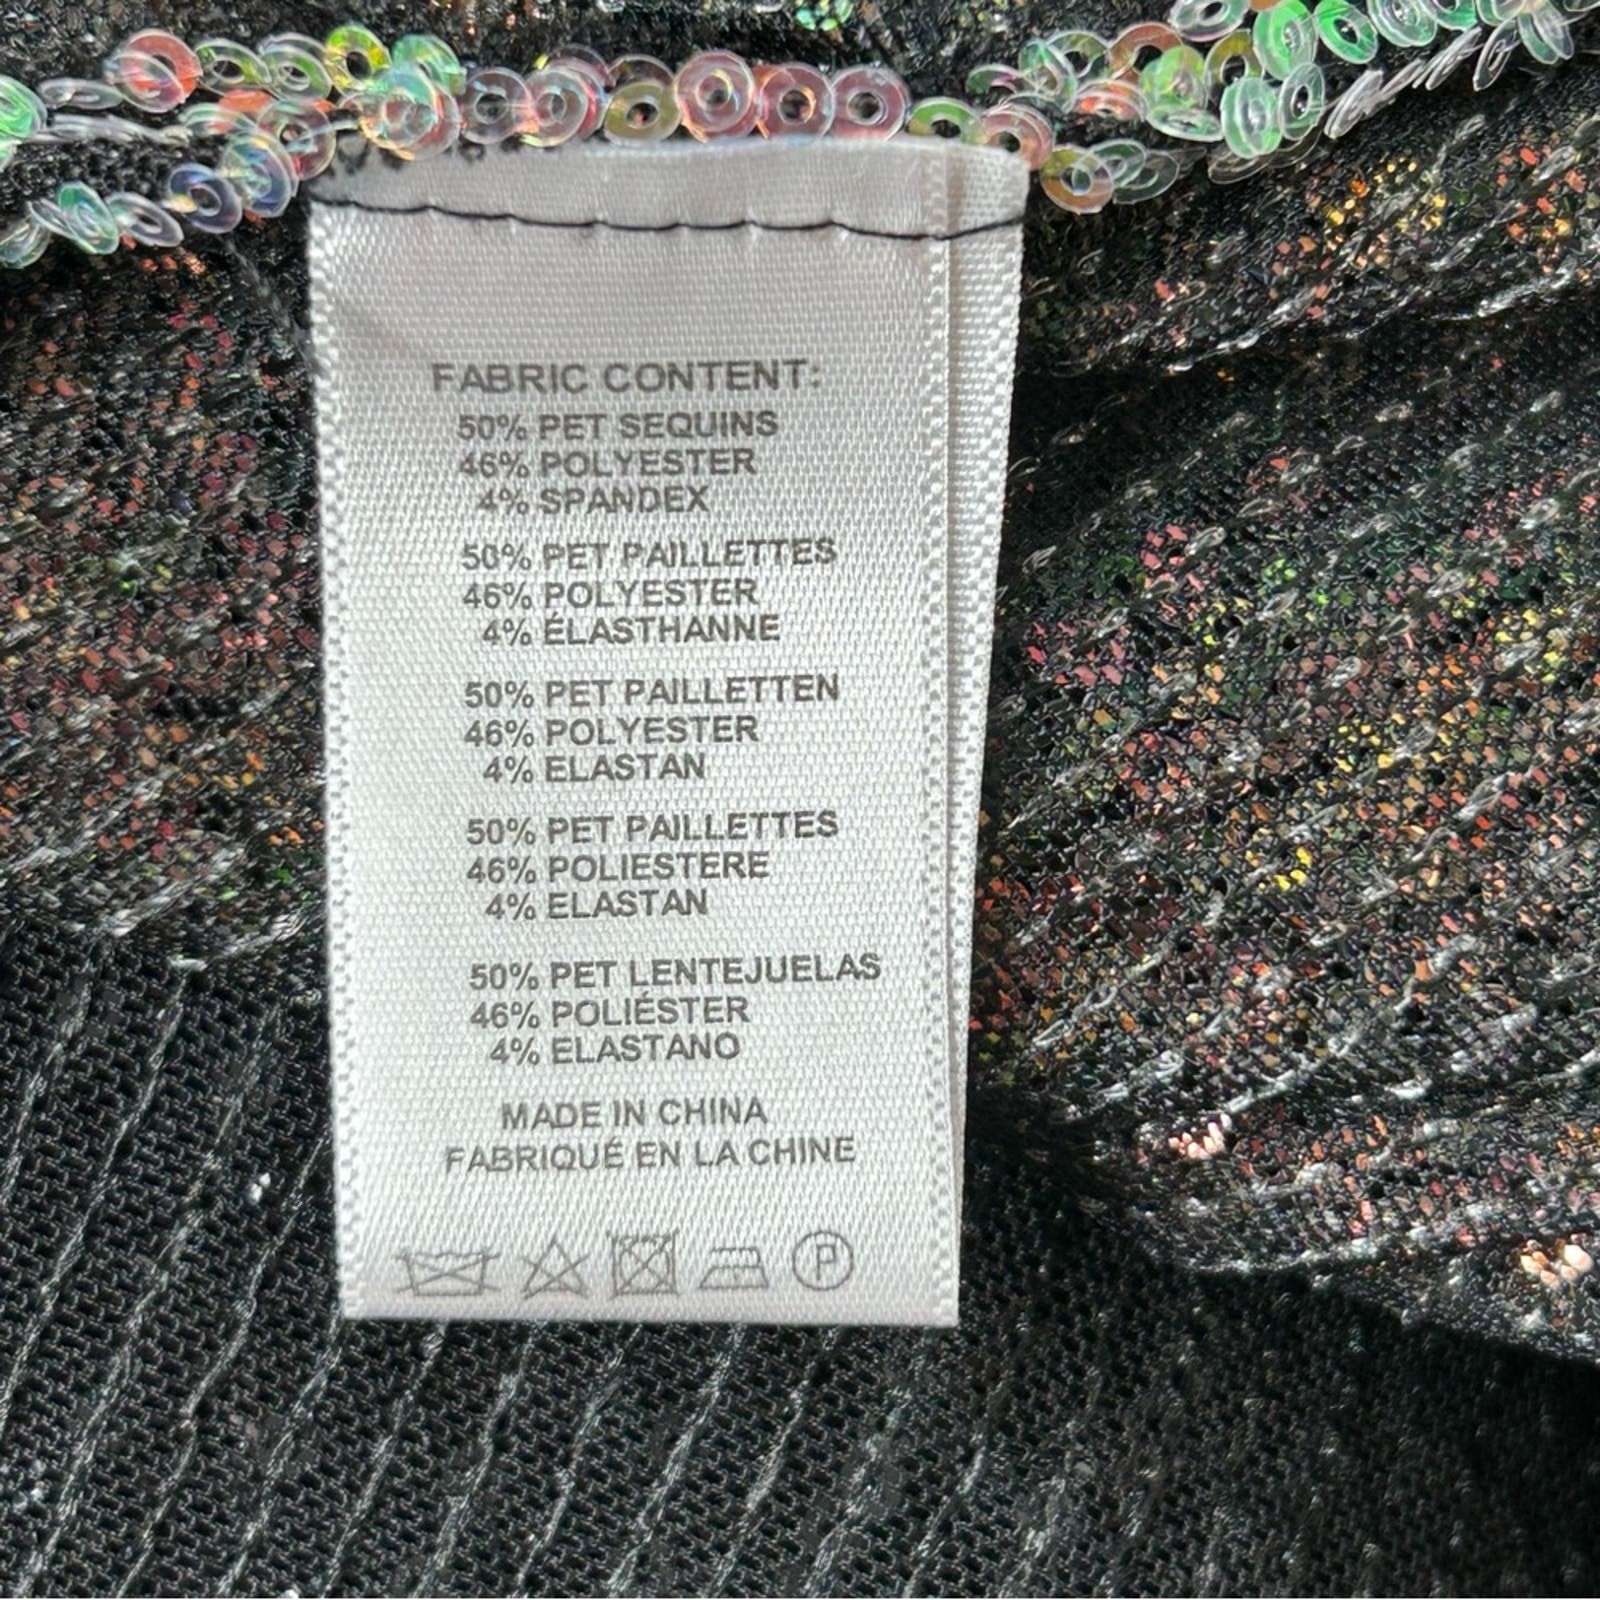 FABRIC CONTENT:
50% PET SEQUINS
46% POLYESTER
4% SPANDEX
50% PET PAILLETTES
46% POLYESTER
4% ÉLASTHANNE
50% PET PAILLETTEN
46% POLYESTER
4% ELASTAN
50% PET PAILLETTES
46% POLIESTERE
4% ELASTAN
50% PET LENTEJUELAS
46% POLIÉSTER
4% ELASTANO
MADE IN CHINA
FABRIQUÉ EN LA CHINE
P